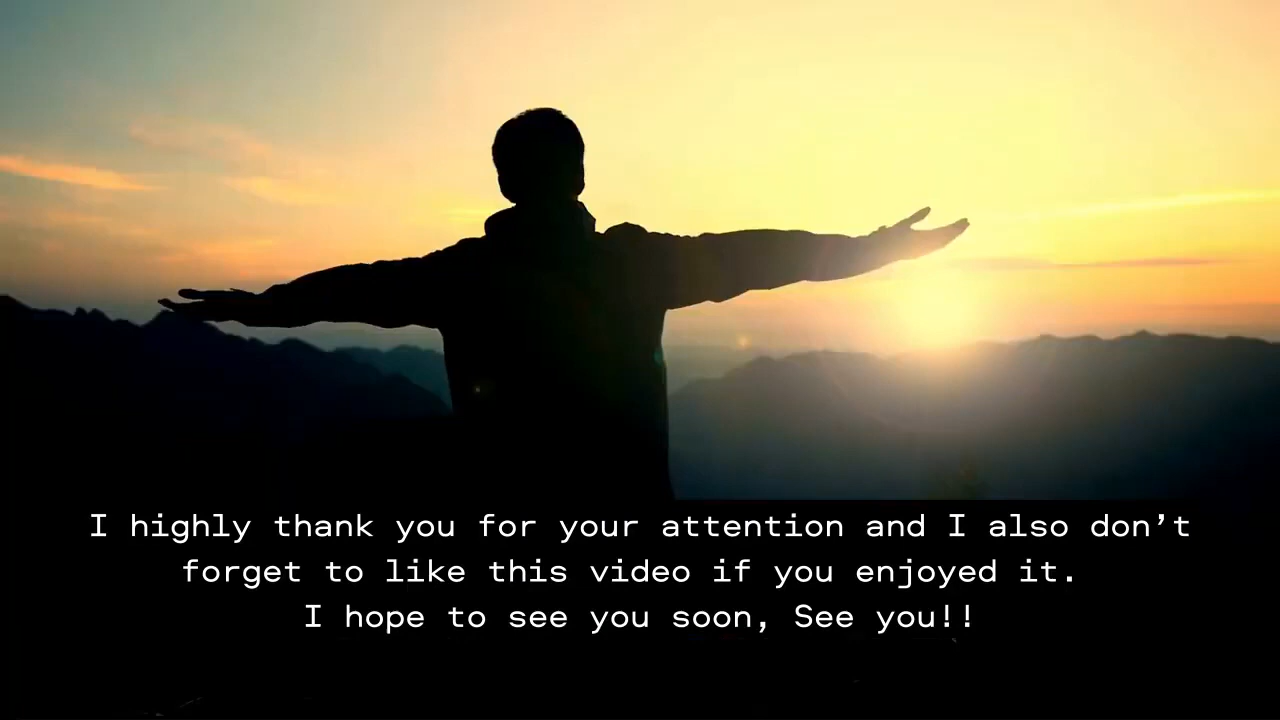 I highly thank you for your attention and I also don’t
forget to like this video if you enjoyed it.
I hope to see you soon, See you!!